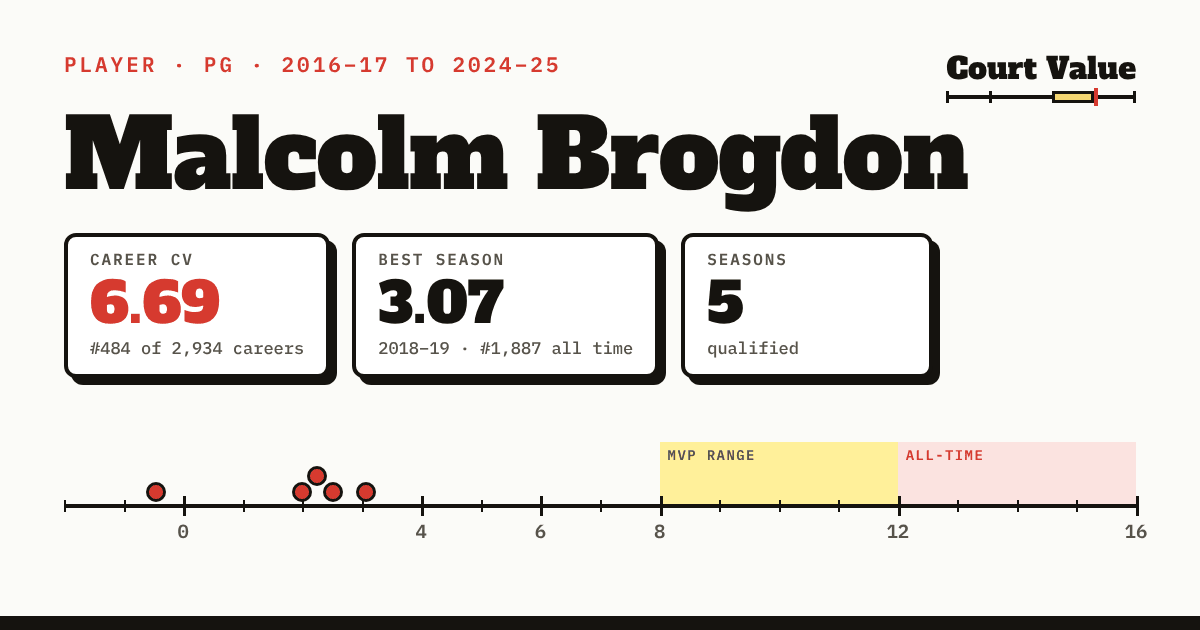 PLAYER · PG · 2016–17 TO 2024–25
Court Value
Malcolm Brogdon
CAREER CV
6.69
#484 of 2,934 careers
BEST SEASON
3.07
2018–19 · #1,887 all time
SEASONS
5
qualified
MVP RANGE
ALL-TIME
0 4 6 8 12 16